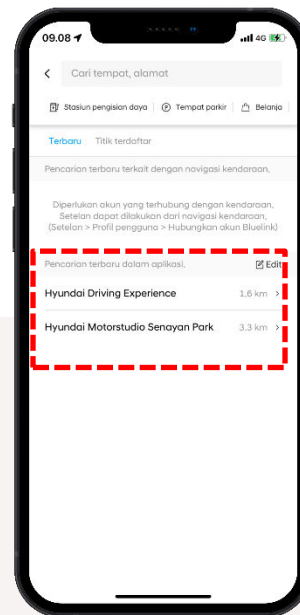 09.08
4G
Cari tempat, alamat
Stasiun pengisian daya
Tempat parkir
Belanja
Terbaru
Titik terdaftar
Pencarian terbaru terkait dengan navigasi kendaraan,
Diperlukan akun yang terhubung dengan kendaraan,
Setelan dapat dilakukan dari navigasi kendaraan,
(Setelan > Profil pengguna > Hubungkan akun Bluelink)
Pencarian terbaru dalam aplikasi,
Edit
Hyundai Driving Experience
1.6 km >
Hyundai Motorstudio Senayan Park
3.3 km >